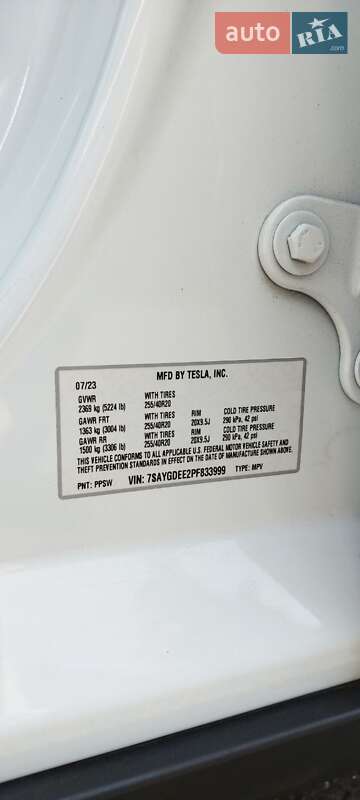 auto RIA .com
MFD BY TESLA, INC.
07/23
GVWR WITH TIRES
2369 kg (5224 lb) 255/40R20
GAWR FRT WITH TIRES RIM COLD TIRE PRESSURE
1363 kg (3004 lb) 255/40R20 20X9.5J 290 kPa, 42 psi
GAWR RR WITH TIRES RIM COLD TIRE PRESSURE
1500 kg (3306 lb) 255/40R20 20X9.5J 290 kPa, 42 psi
THIS VEHICLE CONFORMS TO ALL APPLICABLE U.S. FEDERAL MOTOR VEHICLE SAFETY AND
THEFT PREVENTION STANDARDS IN EFFECT ON THE DATE OF MANUFACTURE SHOWN ABOVE.
PNT: PPSW VIN: 7SAYGDEE2PF833999 TYPE: MPV